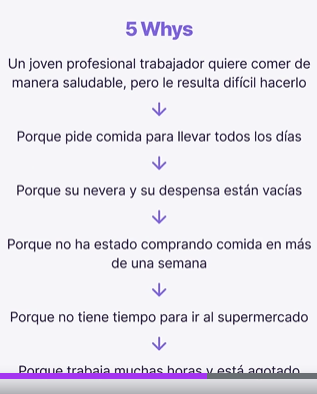 5 Whys
Un joven profesional trabajador quiere comer de
manera saludable, pero le resulta difícil hacerlo
Porque pide comida para llevar todos los días
Porque su nevera y su despensa están vacías
Porque no ha estado comprando comida en más
de una semana
Porque no tiene tiempo para ir al supermercado
Porque trabaja muchas horas y está agotado